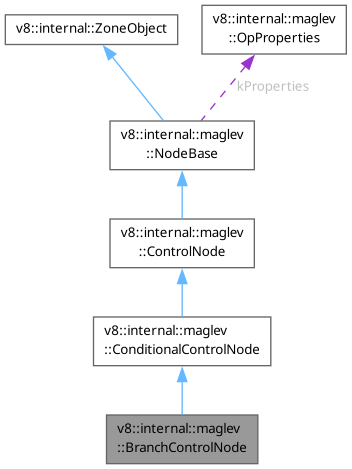 v8::internal::ZoneObject
v8::internal::maglev
::OpProperties
kProperties
v8::internal::maglev
::NodeBase
v8::internal::maglev
::ControlNode
v8::internal::maglev
::ConditionalControlNode
v8::internal::maglev
::BranchControlNode